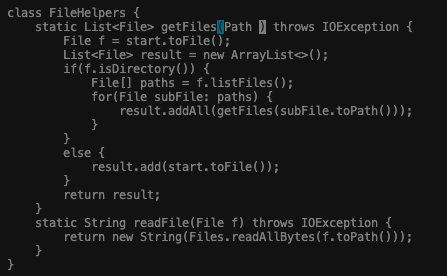 class FileHelpers {
    static List<File> getFiles(Path ) throws IOException {
        File f = start.toFile();
        List<File> result = new ArrayList<>();
        if(f.isDirectory()) {
            File[] paths = f.listFiles();
            for(File subFile: paths) {
                result.addAll(getFiles(subFile.toPath()));
            }
        }
        else {
            result.add(start.toFile());
        }
        return result;
    }
    static String readFile(File f) throws IOException {
        return new String(Files.readAllBytes(f.toPath()));
    }
}